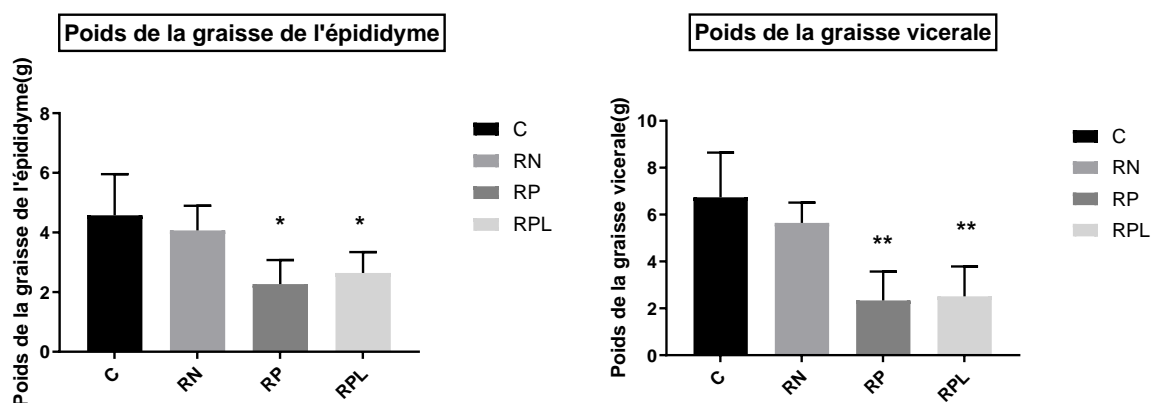 Poids de la graisse de l'épididyme
Poids de la graisse de l'épididyme(g)
8
6
4
2
0
*
*
C
RN
RP
RPL
C
RN
RP
RPL
Poids de la graisse vicerale
Poids de la graisse vicerale(g)
10
8
6
4
2
0
**
**
C
RN
RP
RPL
C
RN
RP
RPL